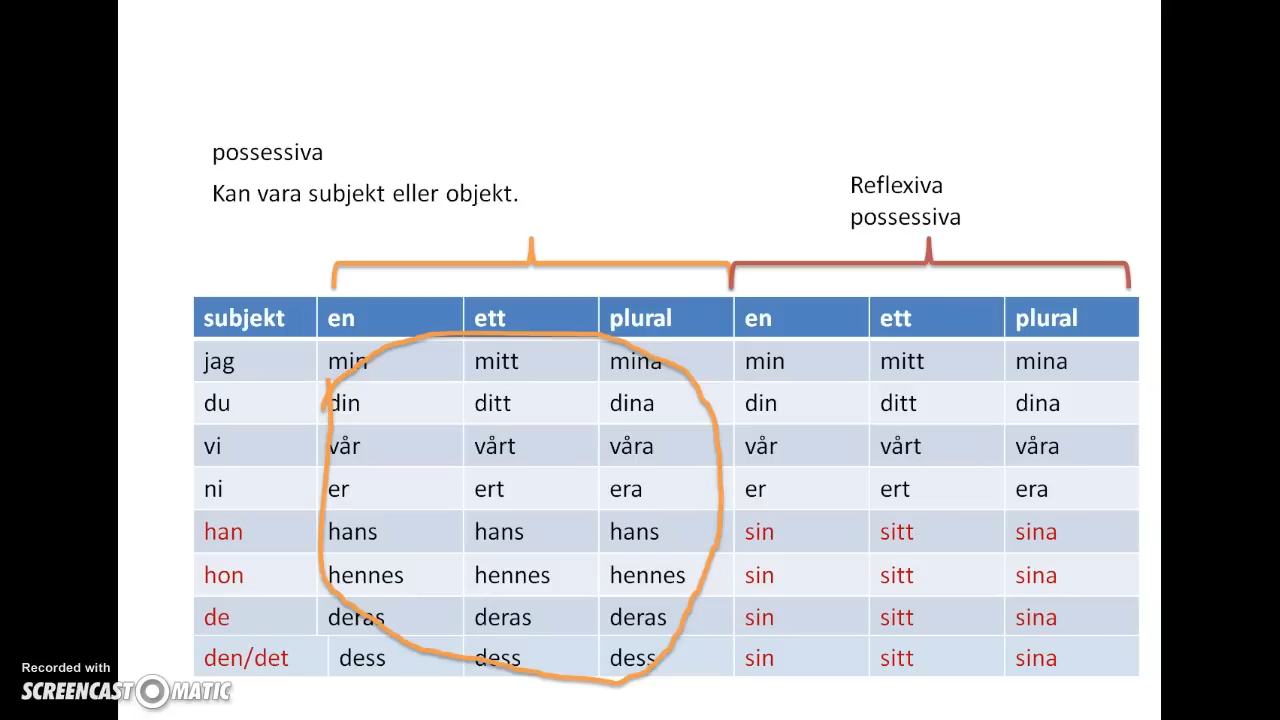 possessiva
Kan vara subjekt eller objekt.
Reflexiva
possessiva
subjekt en ett plural en ett plural
jag min mitt mina min mitt mina
du din ditt dina din ditt dina
vi vår vårt våra vår vårt våra
ni er ert era er ert era
han hans hans hans sin sitt sina
hon hennes hennes hennes sin sitt sina
de deras deras deras sin sitt sina
den/det dess dess dess sin sitt sina
Recorded with
SCREENCAST O MATIC